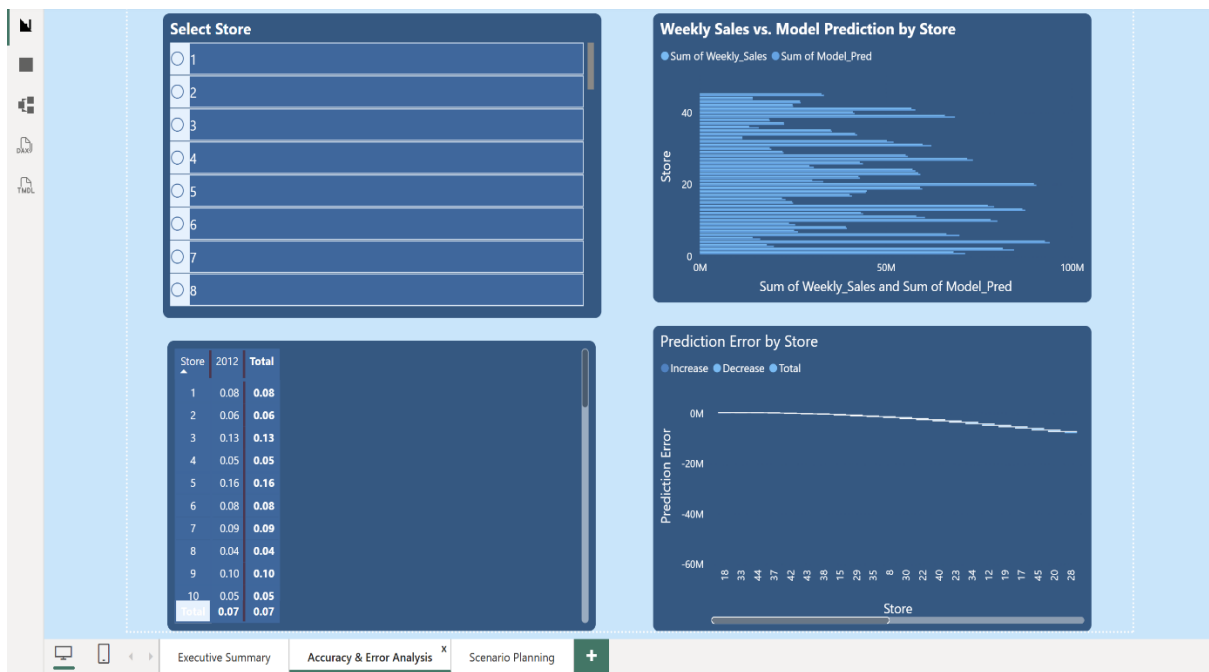 Select Store
1
2
3
4
5
6
7
8
Weekly Sales vs. Model Prediction by Store
Sum of Weekly_Sales Sum of Model_Pred
40
20
0
Store
0M 50M 100M
Sum of Weekly_Sales and Sum of Model_Pred
DAX
TMDL
Store 2012 Total
1 0.08 0.08
2 0.06 0.06
3 0.13 0.13
4 0.05 0.05
5 0.16 0.16
6 0.08 0.08
7 0.09 0.09
8 0.04 0.04
9 0.10 0.10
10 0.05 0.05
Total 0.07 0.07
Prediction Error by Store
Increase Decrease Total
0M
-20M
-40M
-60M
Prediction Error
18 33 44 37 42 43 38 15 29 35 8 30 22 40 23 34 12 19 17 45 20 28
Store
Executive Summary Accuracy & Error Analysis X Scenario Planning +